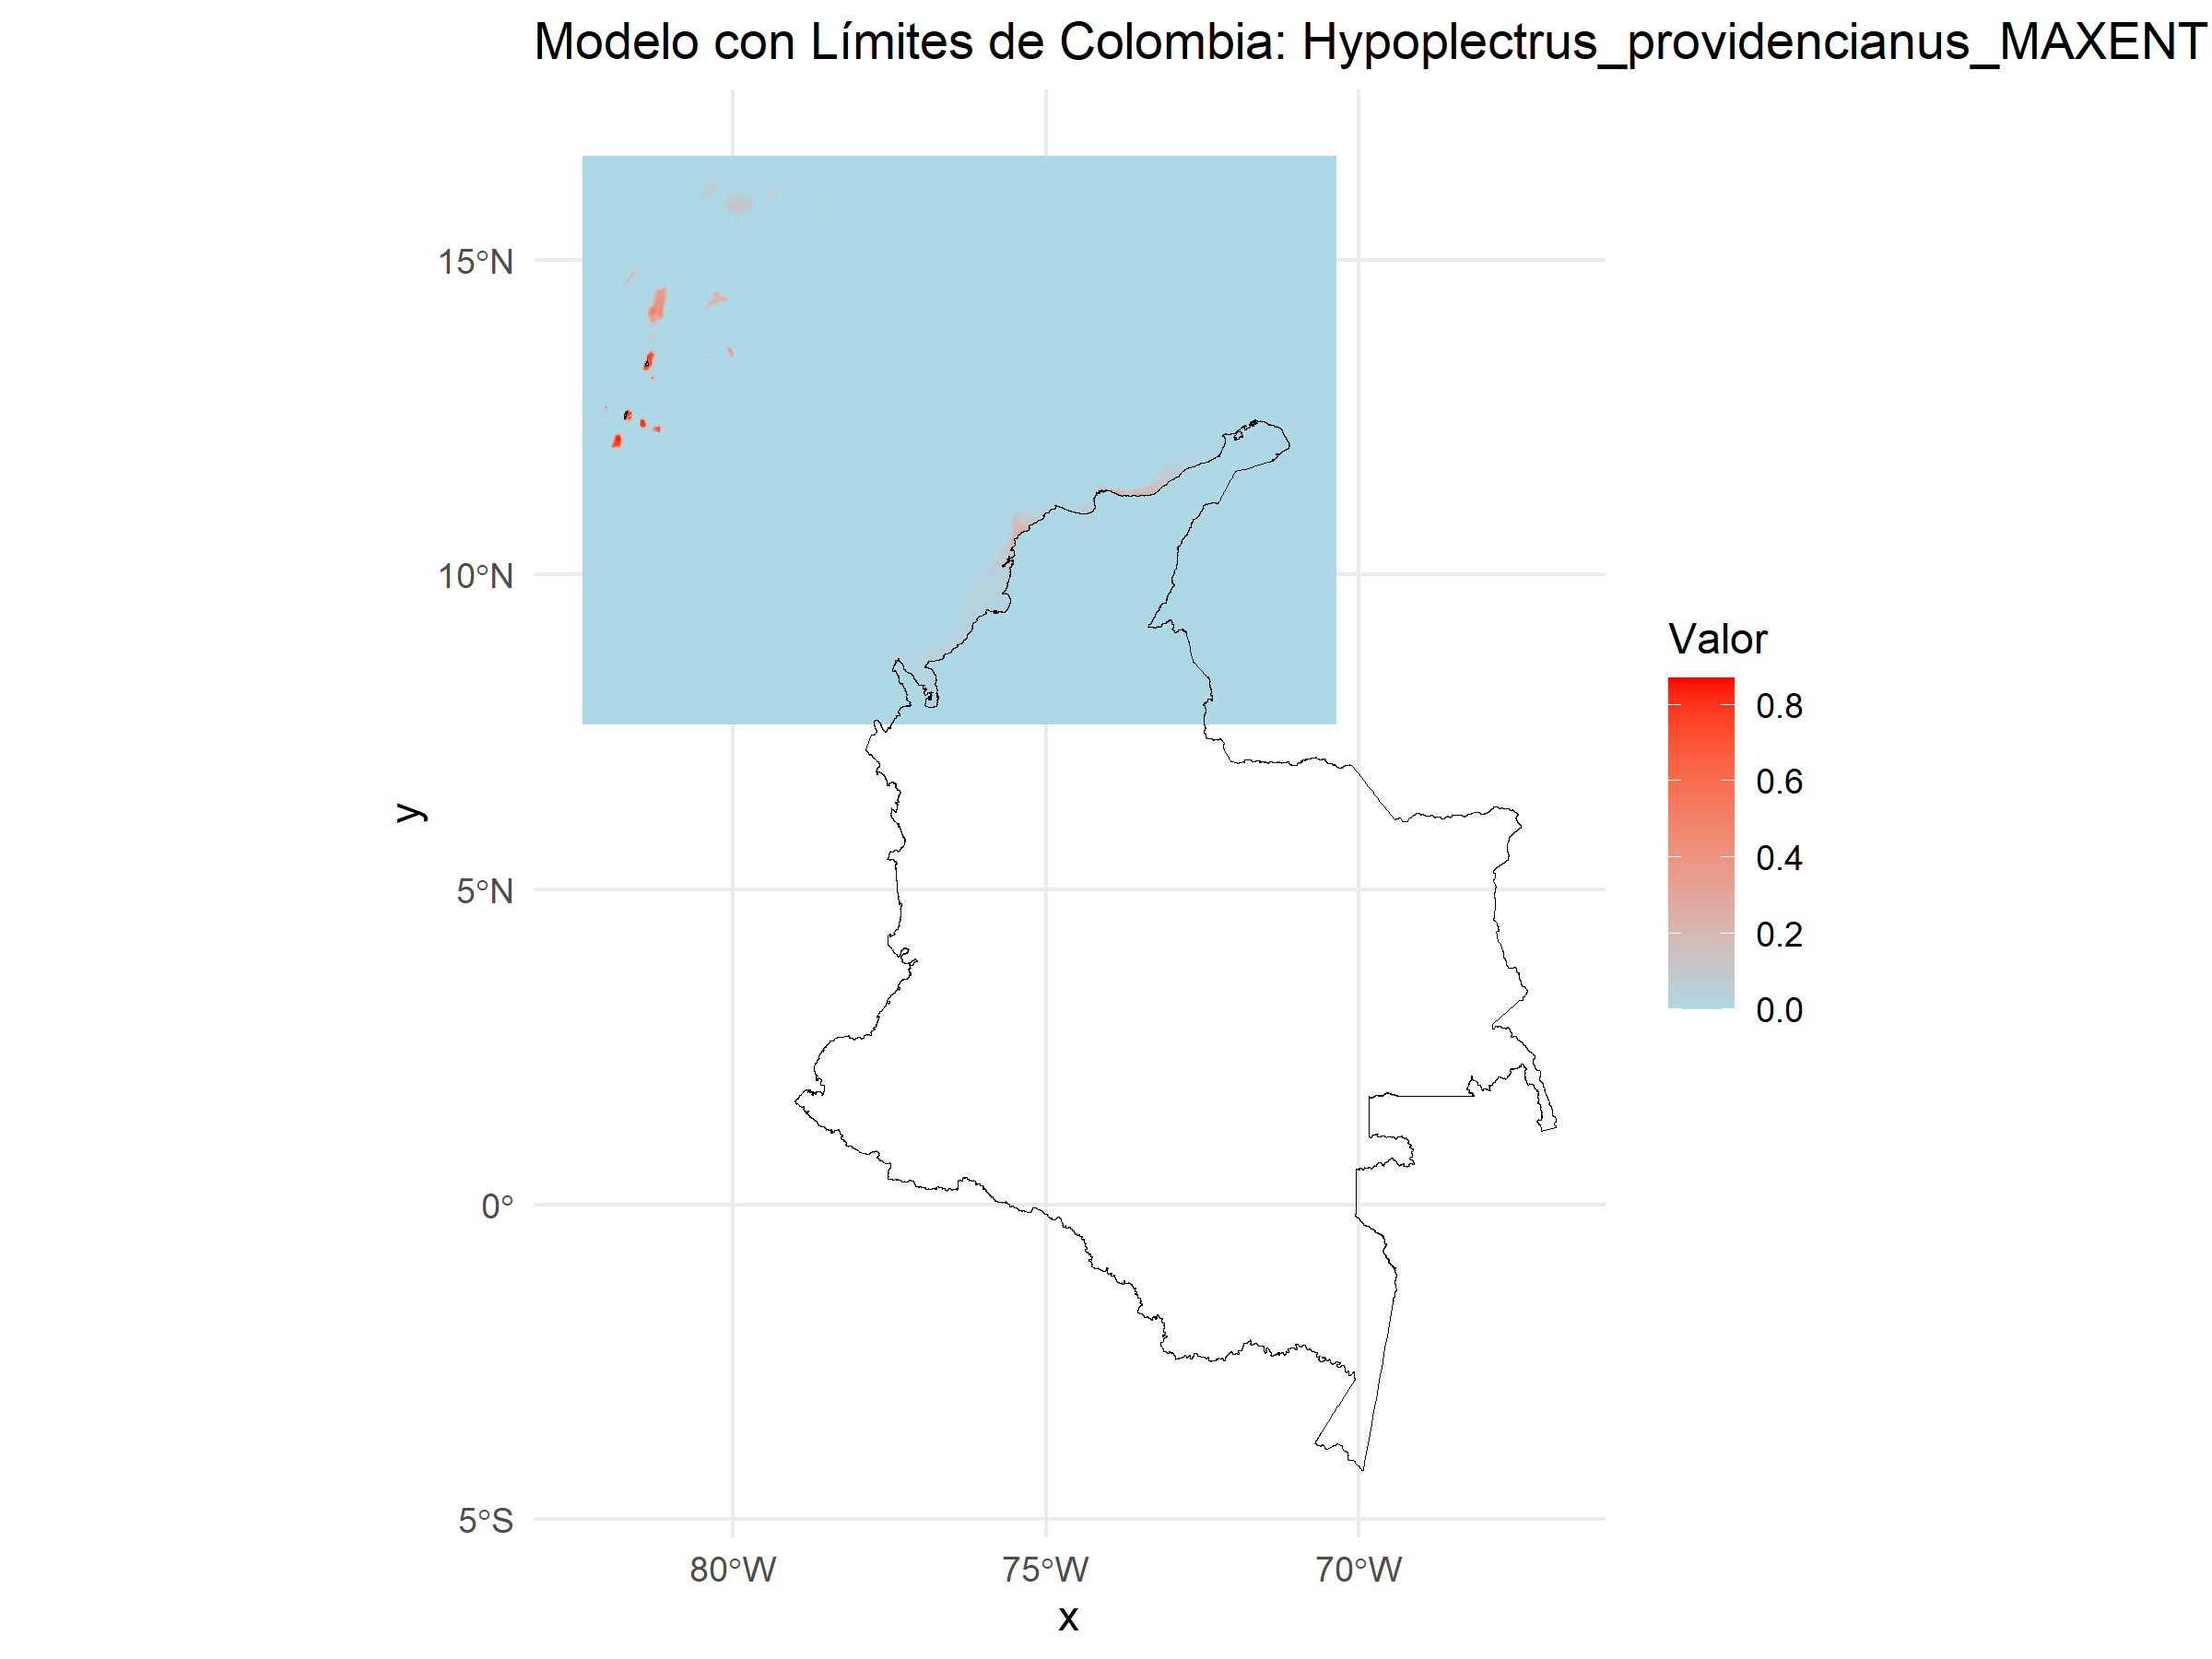 Modelo con Límites de Colombia: Hypoplectrus_providencianus_MAXENT
15°N
10°N
5°N
0°
5°S
y
80°W
75°W
70°W
x
Valor
0.8
0.6
0.4
0.2
0.0